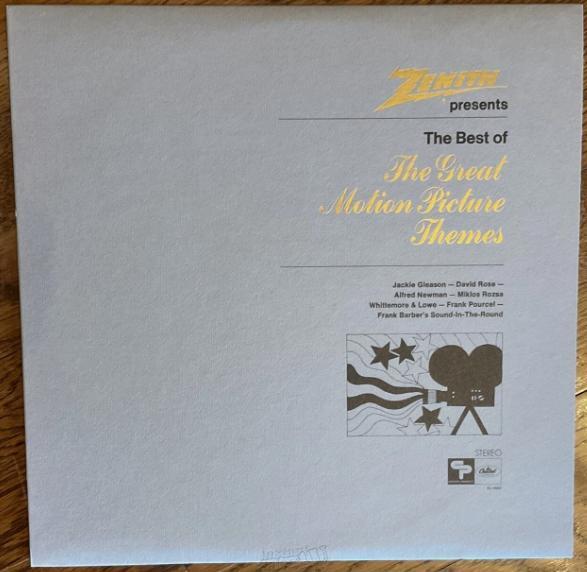 ZENITH
presents
The Best of
The Great
Motion Picture
Themes
Jackie Gleason — David Rose —
Alfred Newman — Miklos Rozsa
Whittemore & Lowe — Frank Pourcel —
Frank Barber's Sound-In-The-Round
STEREO
Capitol